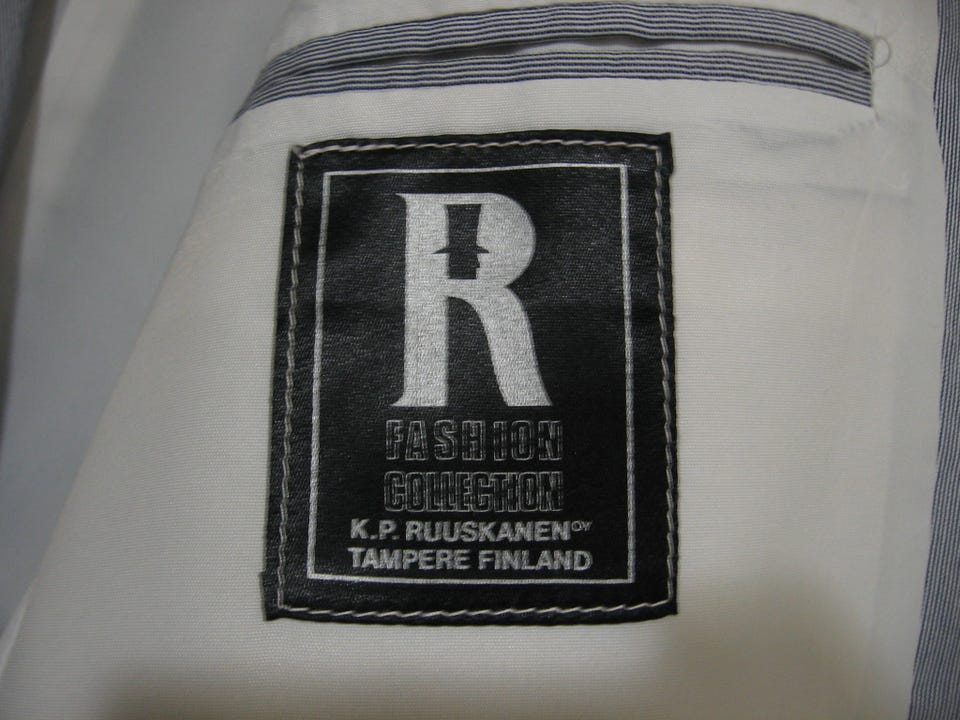 R
FASHION
COLLECTION
K.P. RUUSKANEN OY
TAMPERE FINLAND